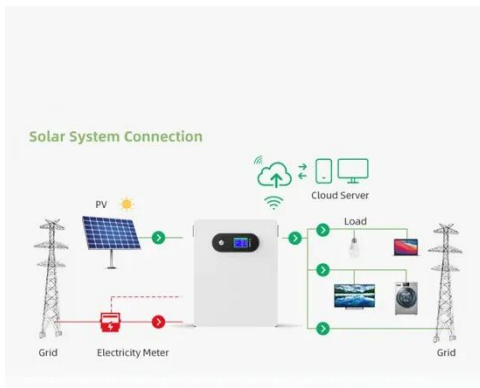 Solar System Connection
Cloud Server
PV
Load
Grid
Electricity Meter
Grid